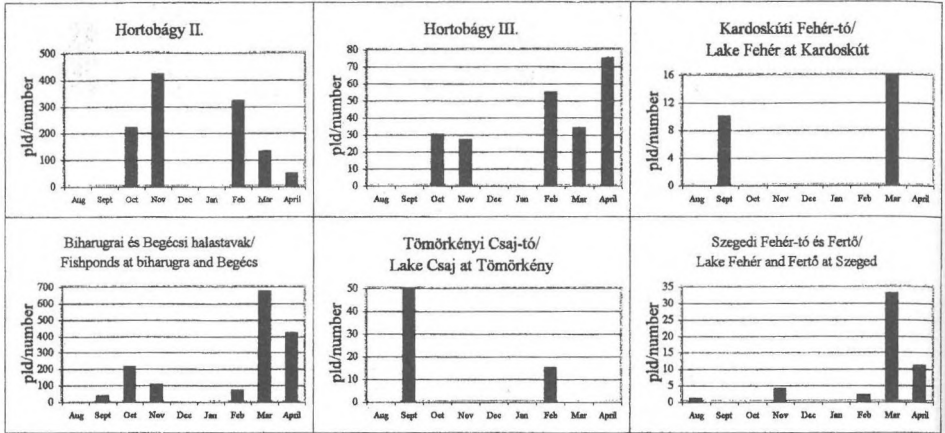 Hortobágy II.
pld/number
500
400
300
200
100
0
Aug Sept Oct Nov Dec Jan Feb Mar April
Hortobágy III.
pld/number
80
70
60
50
40
30
20
10
0
Aug Sept Oct Nov Dec Jan Feb Mar April
Kardoskúti Fehér-tó/
Lake Fehér at Kardoskút
pld/number
16
12
8
4
0
Aug Sept Oct Nov Dec Jan Feb Mar April
Biharugrai és Begécsi halastavak/
Fishponds at biharugra and Begécs
pld/number
700
600
500
400
300
200
100
0
Aug Sept Oct Nov Dec Jan Feb Mar April
Tömörkényi Csaj-tó/
Lake Csaj at Tömörkény
pld/number
50
40
30
20
10
0
Aug Sept Oct Nov Dec Jan Feb Mar April
Szegedi Fehér-tó és Fertő/
Lake Fehér and Fertő at Szeged
pld/number
35
30
25
20
15
10
5
0
Aug Sept Oct Nov Dec Jan Feb Mar April